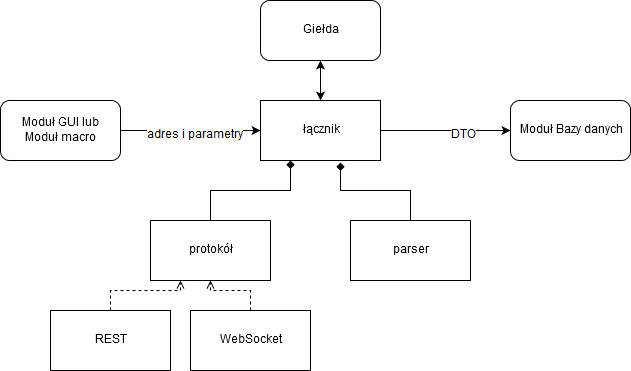 Giełda
Moduł GUI lub
Moduł macro
adres i parametry
łącznik
DTO
Moduł Bazy danych
protokół
parser
REST
WebSocket